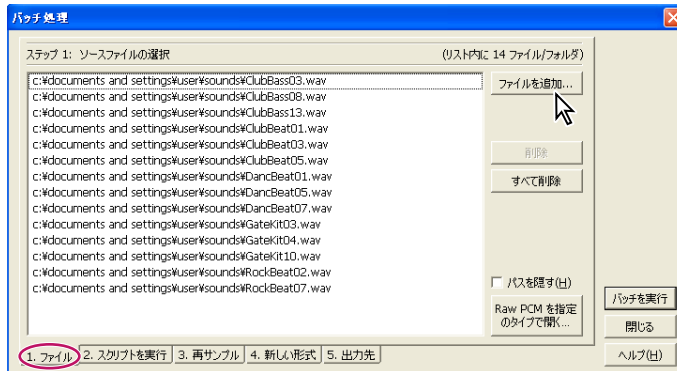 バッチ処理
ステップ 1: ソースファイルの選択 (リスト内に 14 ファイル/フォルダ)
c:¥documents and settings¥user¥sounds¥ClubBass03.wav
c:¥documents and settings¥user¥sounds¥ClubBass08.wav
c:¥documents and settings¥user¥sounds¥ClubBass13.wav
c:¥documents and settings¥user¥sounds¥ClubBeat01.wav
c:¥documents and settings¥user¥sounds¥ClubBeat03.wav
c:¥documents and settings¥user¥sounds¥ClubBeat05.wav
c:¥documents and settings¥user¥sounds¥DancBeat01.wav
c:¥documents and settings¥user¥sounds¥DancBeat05.wav
c:¥documents and settings¥user¥sounds¥DancBeat07.wav
c:¥documents and settings¥user¥sounds¥GateKit03.wav
c:¥documents and settings¥user¥sounds¥GateKit04.wav
c:¥documents and settings¥user¥sounds¥GateKit10.wav
c:¥documents and settings¥user¥sounds¥RockBeat02.wav
c:¥documents and settings¥user¥sounds¥RockBeat07.wav
ファイルを追加...
削除
すべて削除
パスを隠す(H)
Raw PCM を指定
のタイプで開く...
バッチを実行
閉じる
ヘルプ(H)
1. ファイル 2. スクリプトを実行 3. 再サンプル 4. 新しい形式 5. 出力先